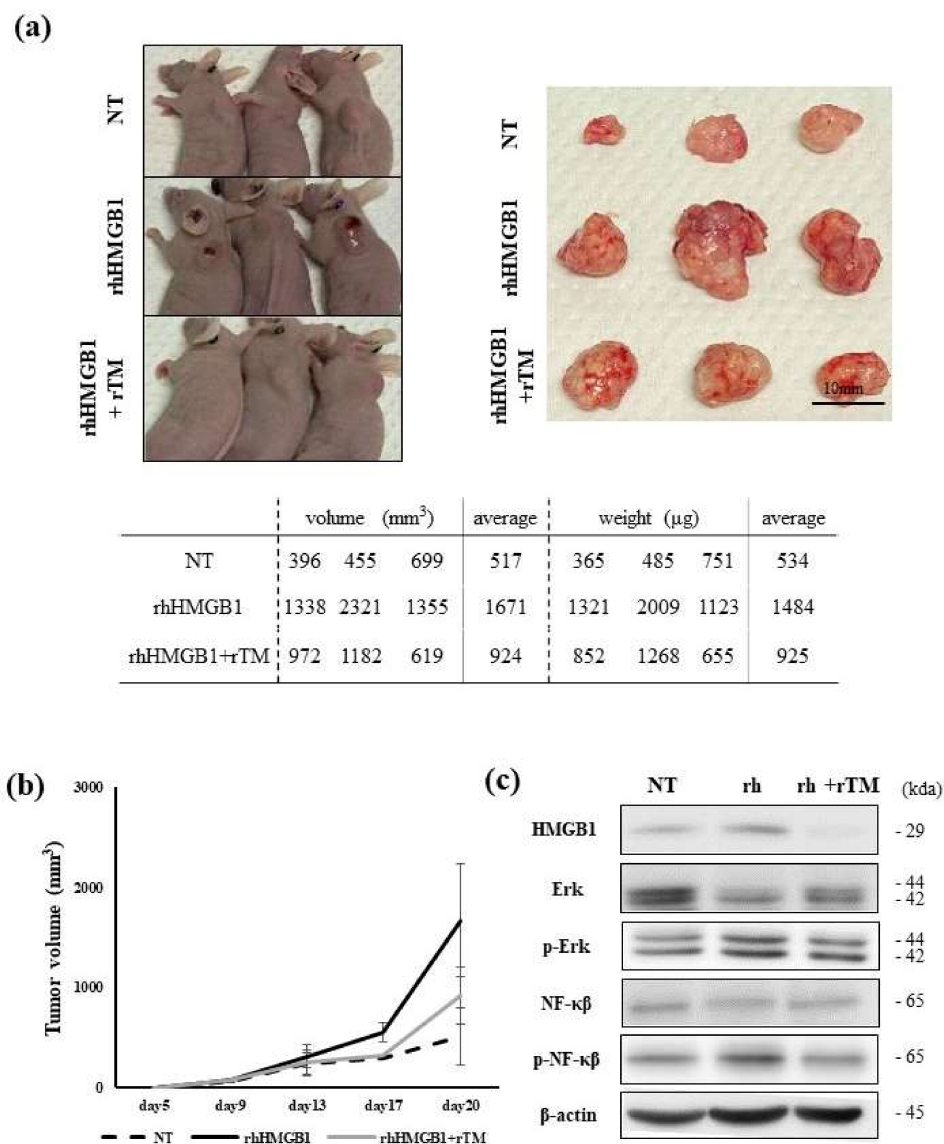 (a)
NT
rhHMGB1
rhHMGB1
+ rTM
NT
rhHMGB1
rhHMGB1
+rTM
10mm
volume (mm³) average weight (µg) average
NT 396 455 699 517 365 485 751 534
rhHMGB1 1338 2321 1355 1671 1321 2009 1123 1484
rhHMGB1+rTM 972 1182 619 924 852 1268 655 925
(b)
Tumor volume (mm³)
3000
2000
1000
0
day5 day9 day13 day17 day20
NT rhHMGB1 rhHMGB1+rTM
(c)
NT rh rh +rTM (kda)
HMGB1 - 29
Erk - 44
- 42
p-Erk - 44
- 42
NF-κβ - 65
p-NF-κβ - 65
β-actin - 45